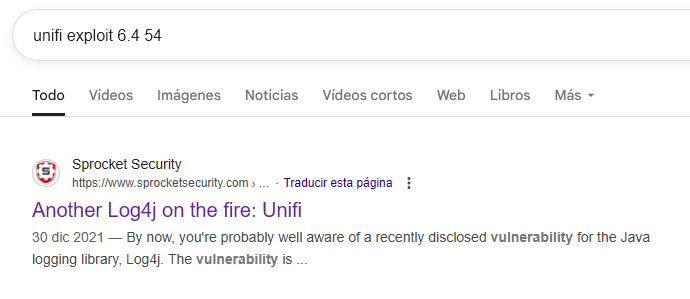 unifi exploit 6.4 54
Todo Vídeos Imágenes Noticias Vídeos cortos Web Libros Más
Sprocket Security
https://www.sprocketsecurity.com › ... · Traducir esta página
Another Log4j on the fire: Unifi
30 dic 2021 — By now, you're probably well aware of a recently disclosed vulnerability for the Java
logging library, Log4j. The vulnerability is ...